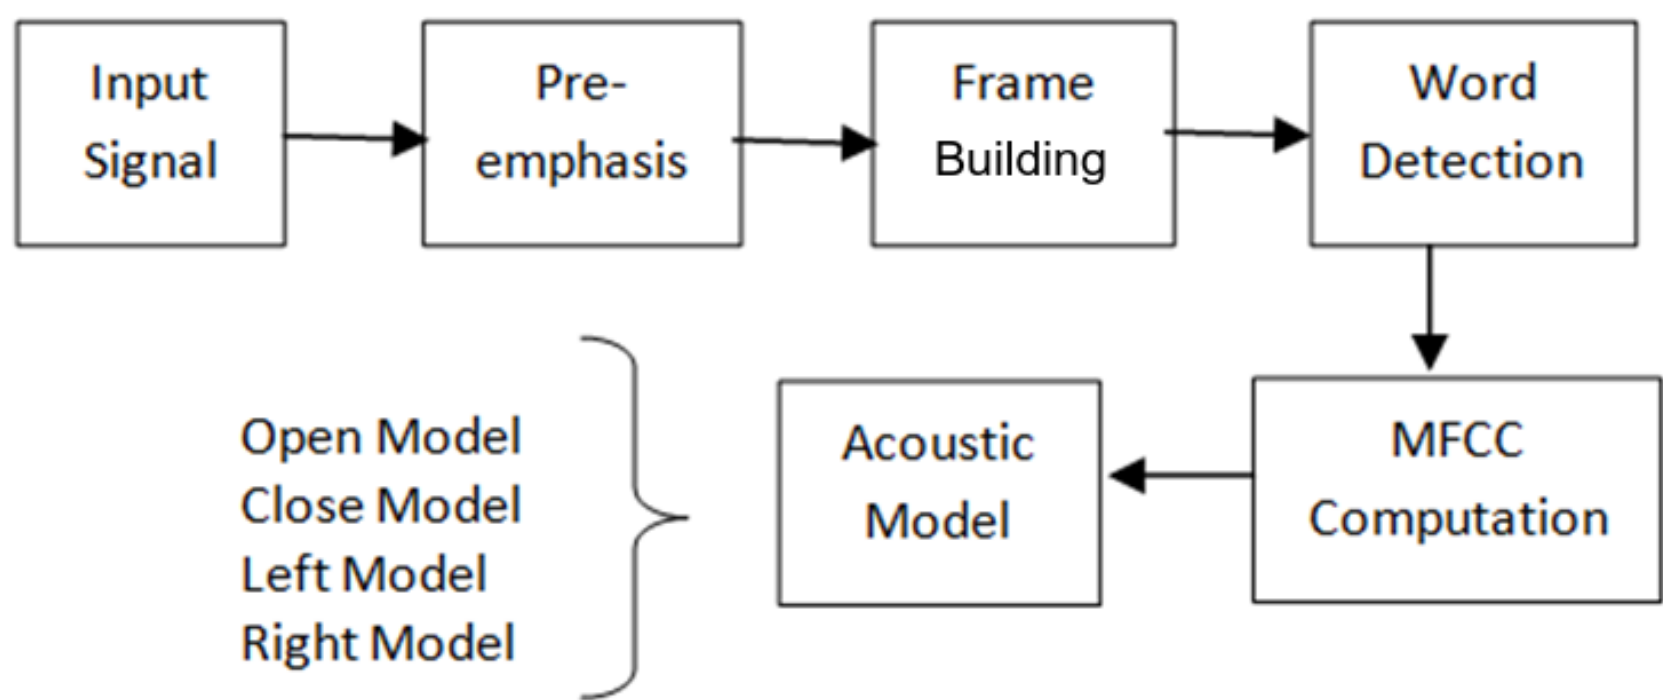 Input
Signal
Pre-
emphasis
Frame
Building
Word
Detection
MFCC
Computation
Acoustic
Model
Open Model
Close Model
Left Model
Right Model